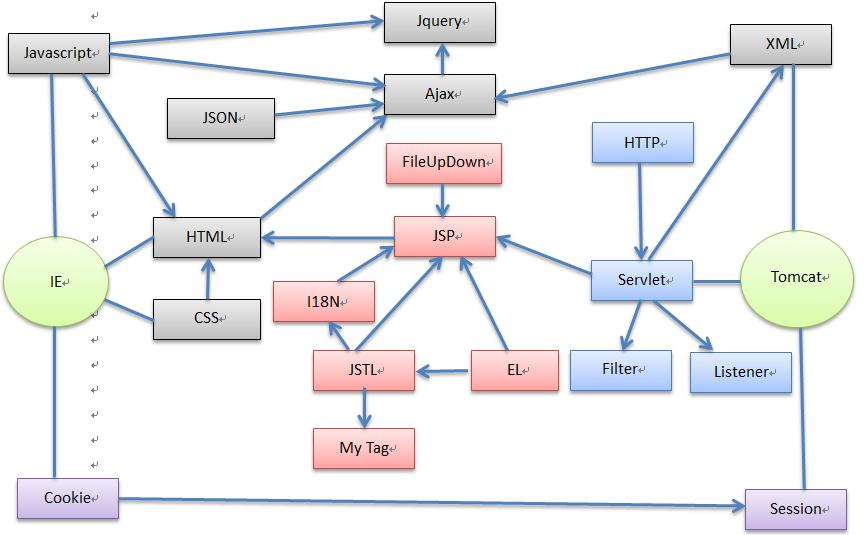 Jquery
Javascript
XML
Ajax
JSON
HTTP
FileUpDown
HTML
JSP
IE
Servlet
Tomcat
I18N
CSS
JSTL
EL
Filter
Listener
My Tag
Cookie
Session